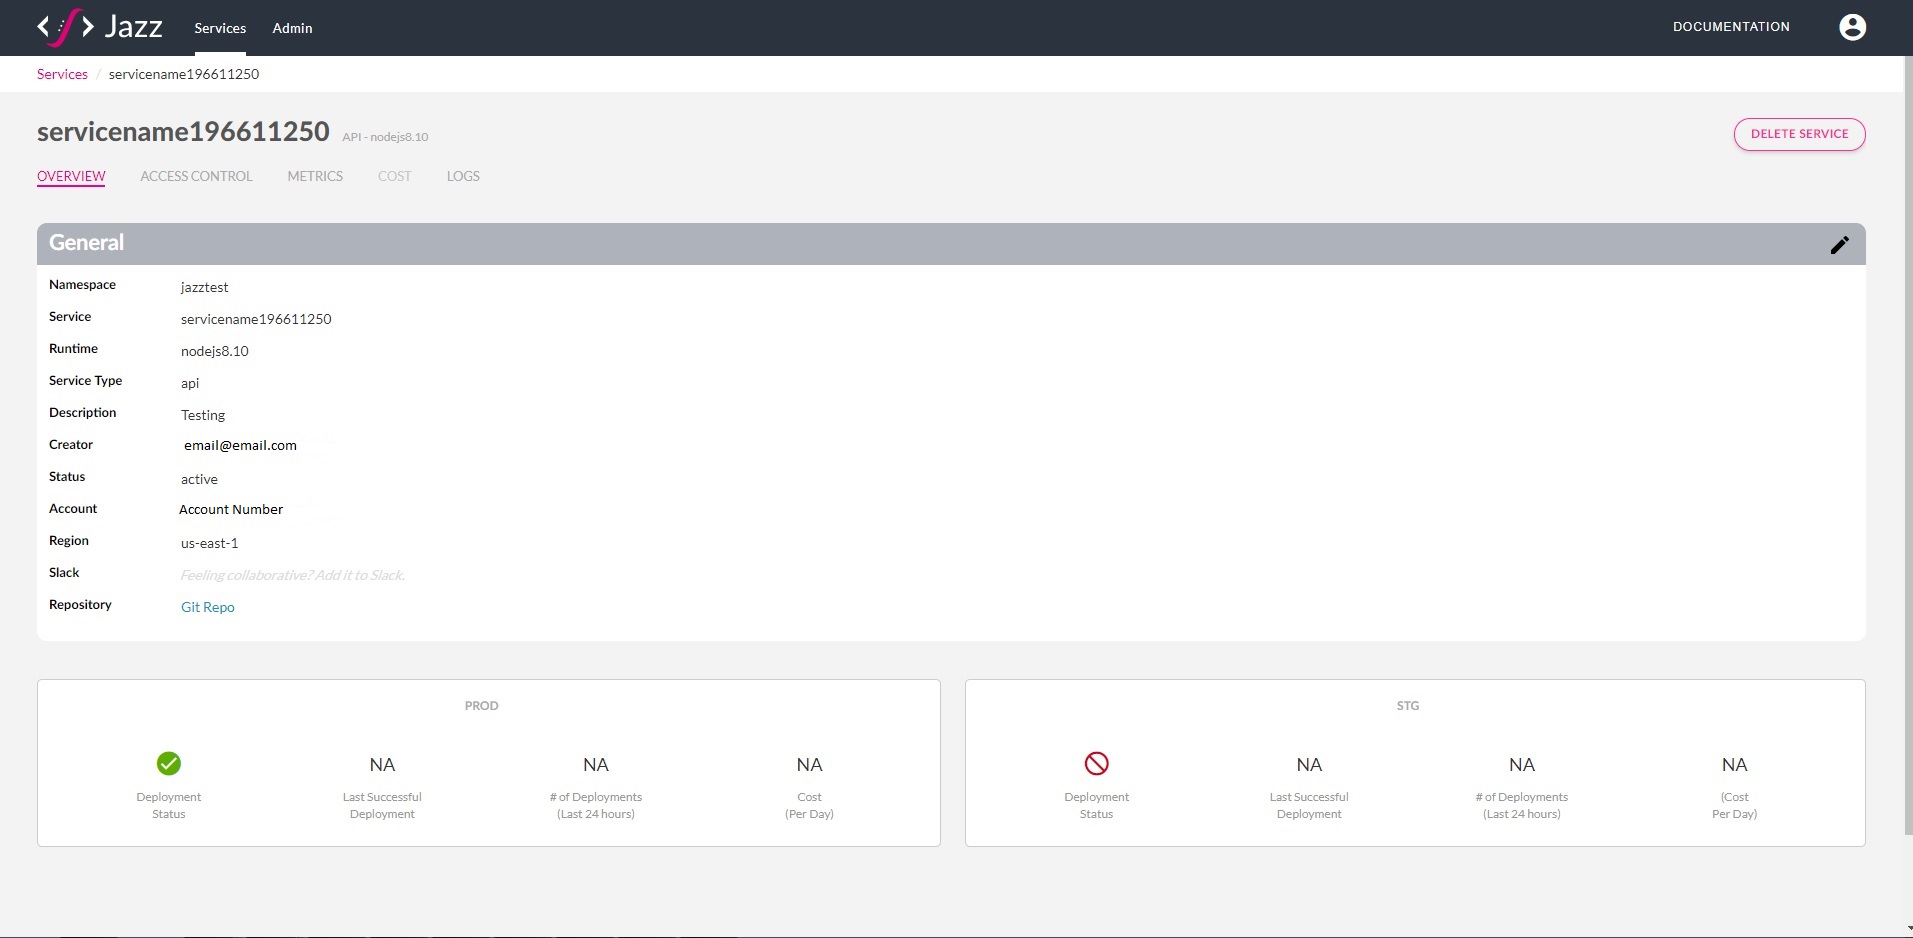 Jazz Services Admin DOCUMENTATION
Services / servicename196611250
servicename196611250 API - nodejs8.10 DELETE SERVICE
OVERVIEW ACCESS CONTROL METRICS COST LOGS
General
Namespace jazztest
Service servicename196611250
Runtime nodejs8.10
Service Type api
Description Testing
Creator email@email.com
Status active
Account Account Number
Region us-east-1
Slack Feeling collaborative? Add it to Slack.
Repository Git Repo
PROD
NA NA NA
Deployment Last Successful # of Deployments Cost
Status Deployment (Last 24 hours) (Per Day)
STG
NA NA NA
Deployment Last Successful # of Deployments (Cost
Status Deployment (Last 24 hours) Per Day)